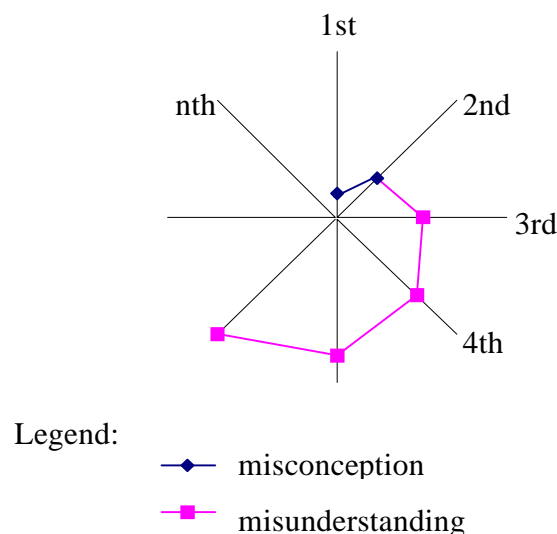 1st
nth
2nd
3rd
4th
Legend:
misconception
misunderstanding